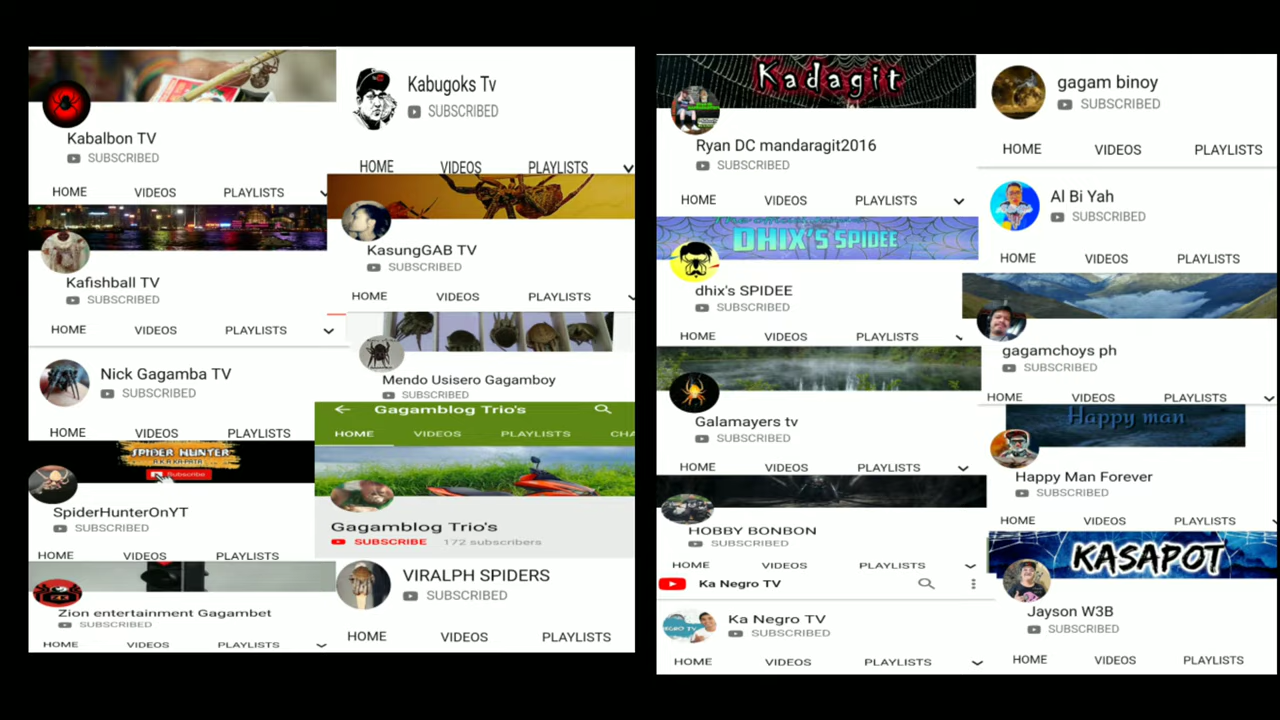 Kabalbon TV
SUBSCRIBED
HOME VIDEOS PLAYLISTS
Kafishball TV
SUBSCRIBED
HOME VIDEOS PLAYLISTS
Nick Gagamba TV
SUBSCRIBED
HOME VIDEOS PLAYLISTS
SPIDER HUNTER
Subscribe
SpiderHunterOnYT
SUBSCRIBED
HOME VIDEOS PLAYLISTS
Zion entertainment Gagambet
SUBSCRIBED
HOME VIDEOS PLAYLISTS
Kabugoks Tv
SUBSCRIBED
HOME VIDEOS PLAYLISTS
KasungGAB TV
SUBSCRIBED
HOME VIDEOS PLAYLISTS
Mendo Usisero Gagamboy
SUBSCRIBED
Gagamblog Trio's
HOME VIDEOS PLAYLISTS CHA
Gagamblog Trio's
SUBSCRIBE 172 subscribers
VIRALPH SPIDERS
SUBSCRIBED
HOME VIDEOS PLAYLISTS
Kadagit
Ryan DC mandaragit2016
SUBSCRIBED
HOME VIDEOS PLAYLISTS
DHIX'S SPIDEE
dhix's SPIDEE
SUBSCRIBED
HOME VIDEOS PLAYLISTS
Galamayers tv
SUBSCRIBED
HOME VIDEOS PLAYLISTS
HOBBY BONBON
SUBSCRIBED
HOME VIDEOS PLAYLISTS
Ka Negro TV
Ka Negro TV
SUBSCRIBED
HOME VIDEOS PLAYLISTS
gagam binoy
SUBSCRIBED
HOME VIDEOS PLAYLISTS
Al Bi Yah
SUBSCRIBED
HOME VIDEOS PLAYLISTS
gagamchoys ph
SUBSCRIBED
HOME VIDEOS PLAYLISTS
Happy man
Happy Man Forever
SUBSCRIBED
HOME VIDEOS PLAYLISTS
KASAPOT
Jayson W3B
SUBSCRIBED
HOME VIDEOS PLAYLISTS